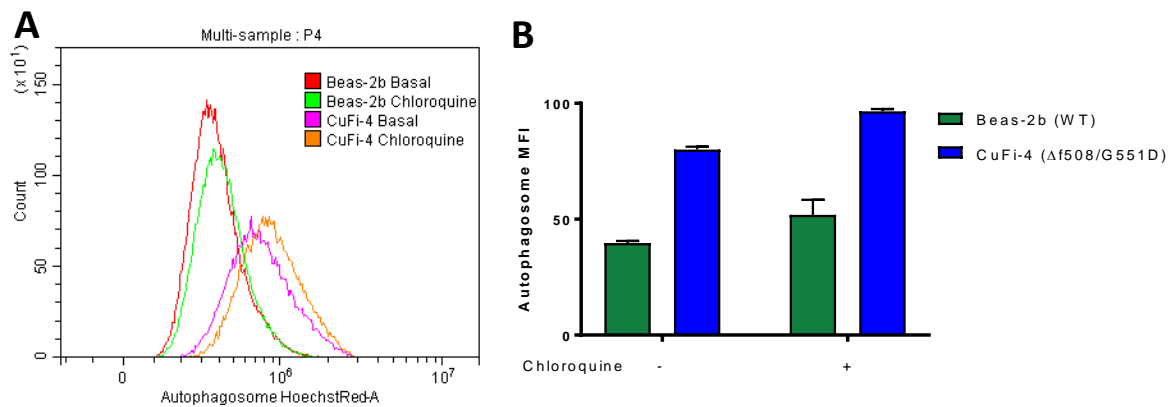 A
Multi-sample : P4
(x10¹)
150
100
50
0
Count
Beas-2b Basal
Beas-2b Chloroquine
CuFi-4 Basal
CuFi-4 Chloroquine
0
10⁶
10⁷
Autophagosome HoechstRed-A
B
100
50
0
Autophagosome MFI
Beas-2b (WT)
CuFi-4 (Δf508/G551D)
Chloroquine - +